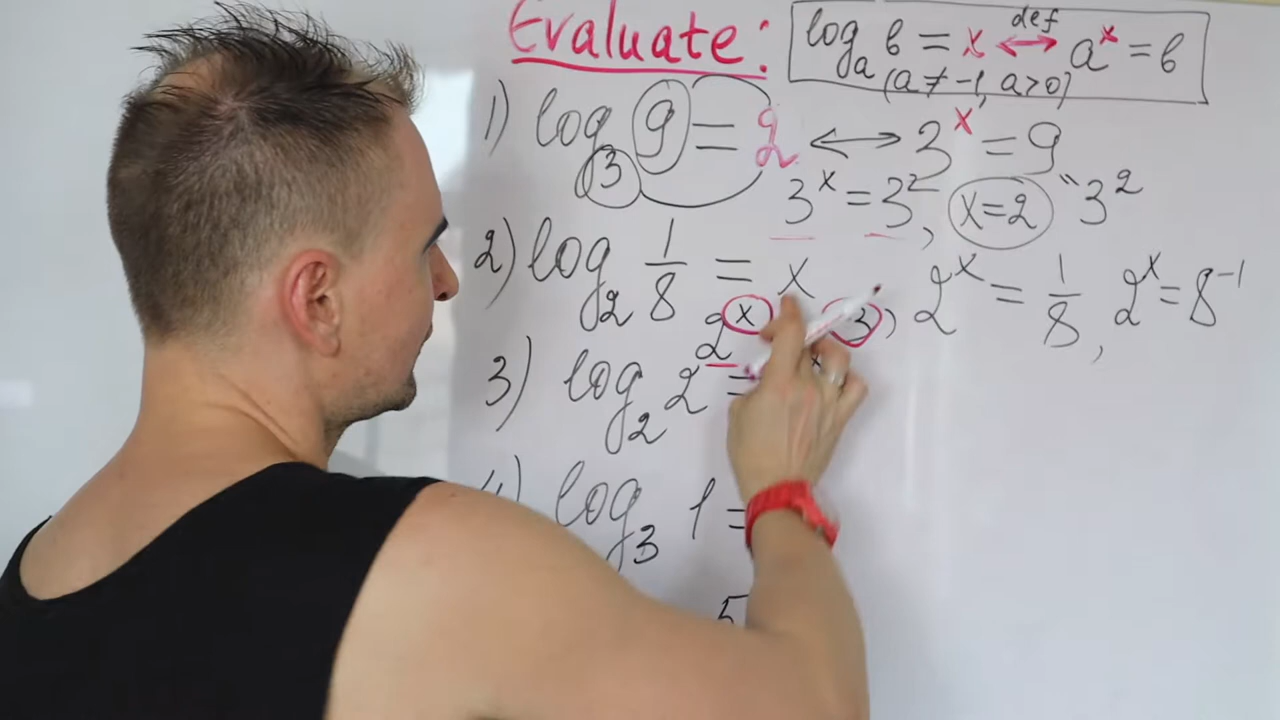 Evaluate:
log_a b = x ⟷ def a^x = b
(a ≠ -1, a>0)
1) log_3 9 = 2 ⟷ 3^x = 9
3^x = 3^2, x=2 "3^2
2) log_2 1/8 = x 2^x = 1/8, 2^x = 8^-1
2^x 3,
3) log_2 2 = x
4) log_3 1 =
5